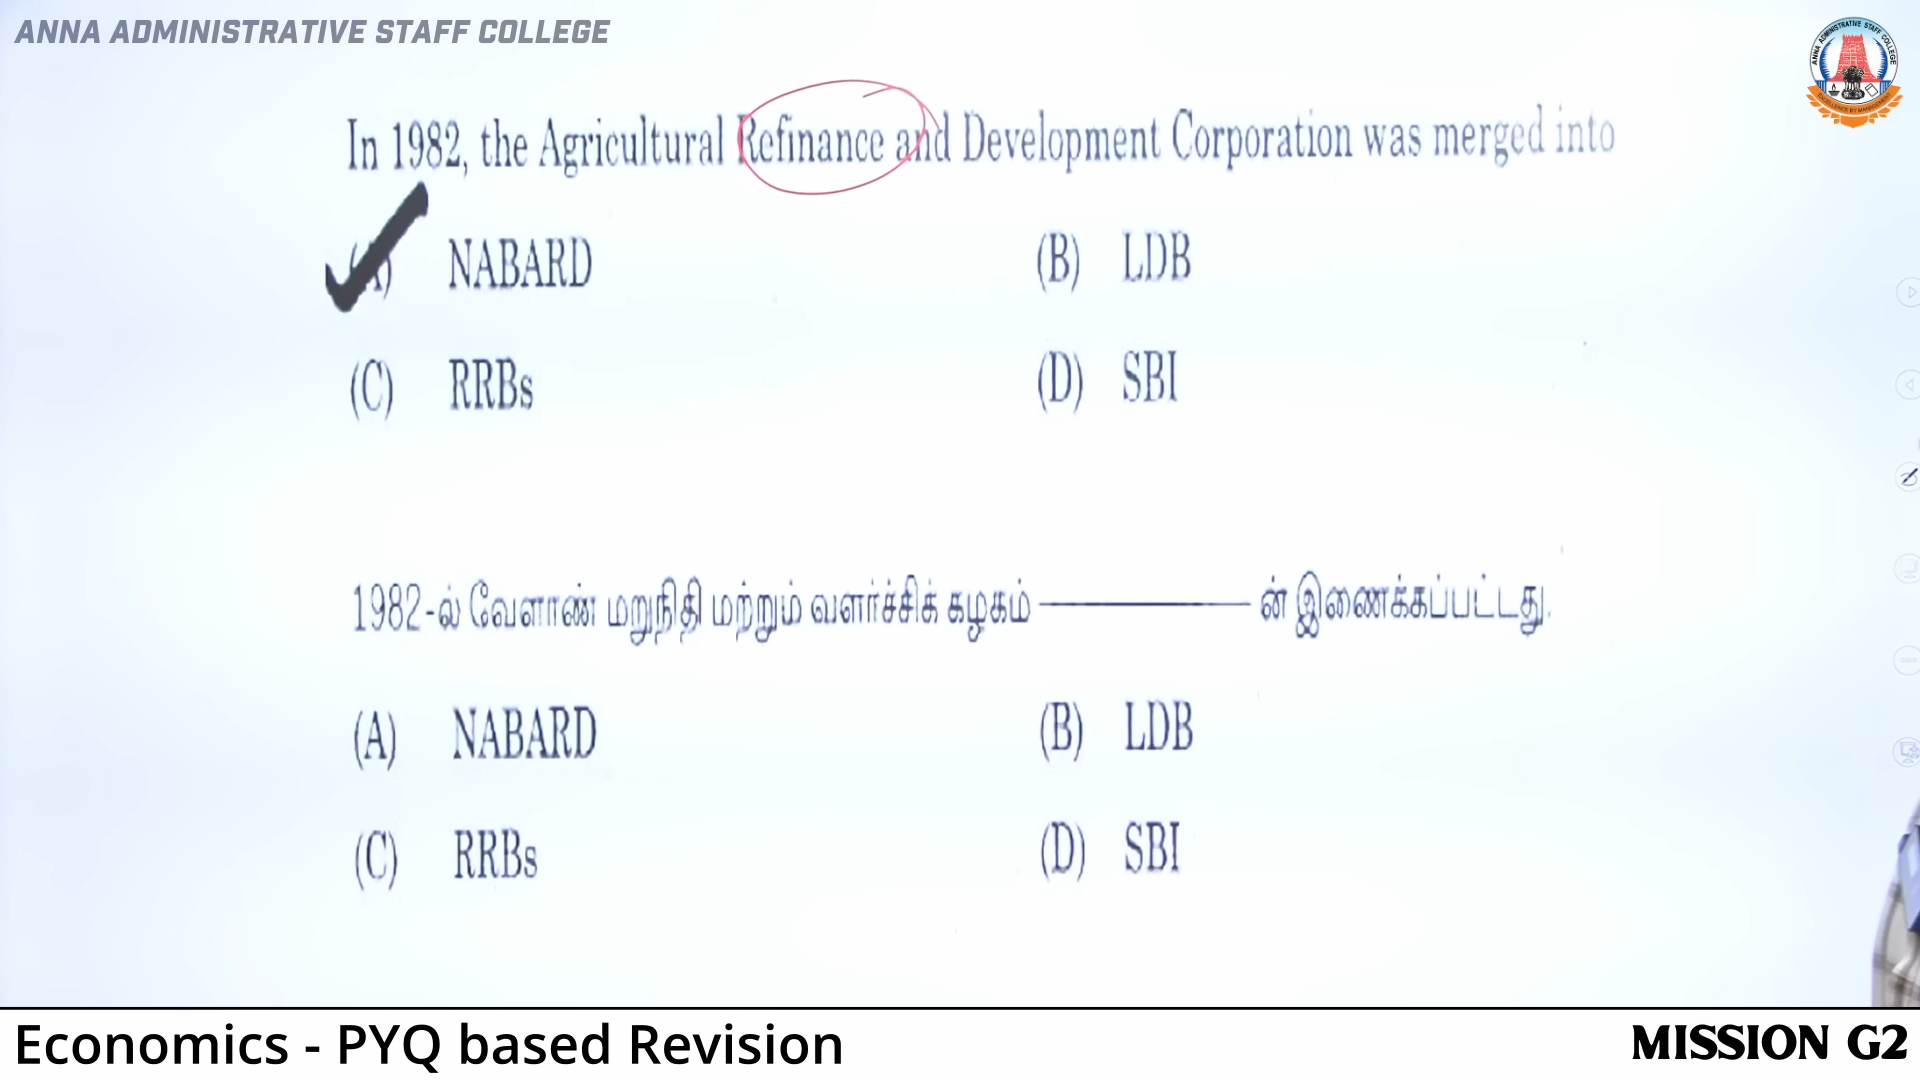 ANNA ADMINISTRATIVE STAFF COLLEGE
In 1982, the Agricultural Refinance and Development Corporation was merged into
(A) NABARD (B) LDB
(C) RRBs (D) SBI
1982-ல் வேளாண் மறுநிதி மற்றும் வளர்ச்சிக் கழகம் ———— ன் இணைக்கப்பட்டது.
(A) NABARD (B) LDB
(C) RRBs (D) SBI
Economics - PYQ based Revision
MISSION G2